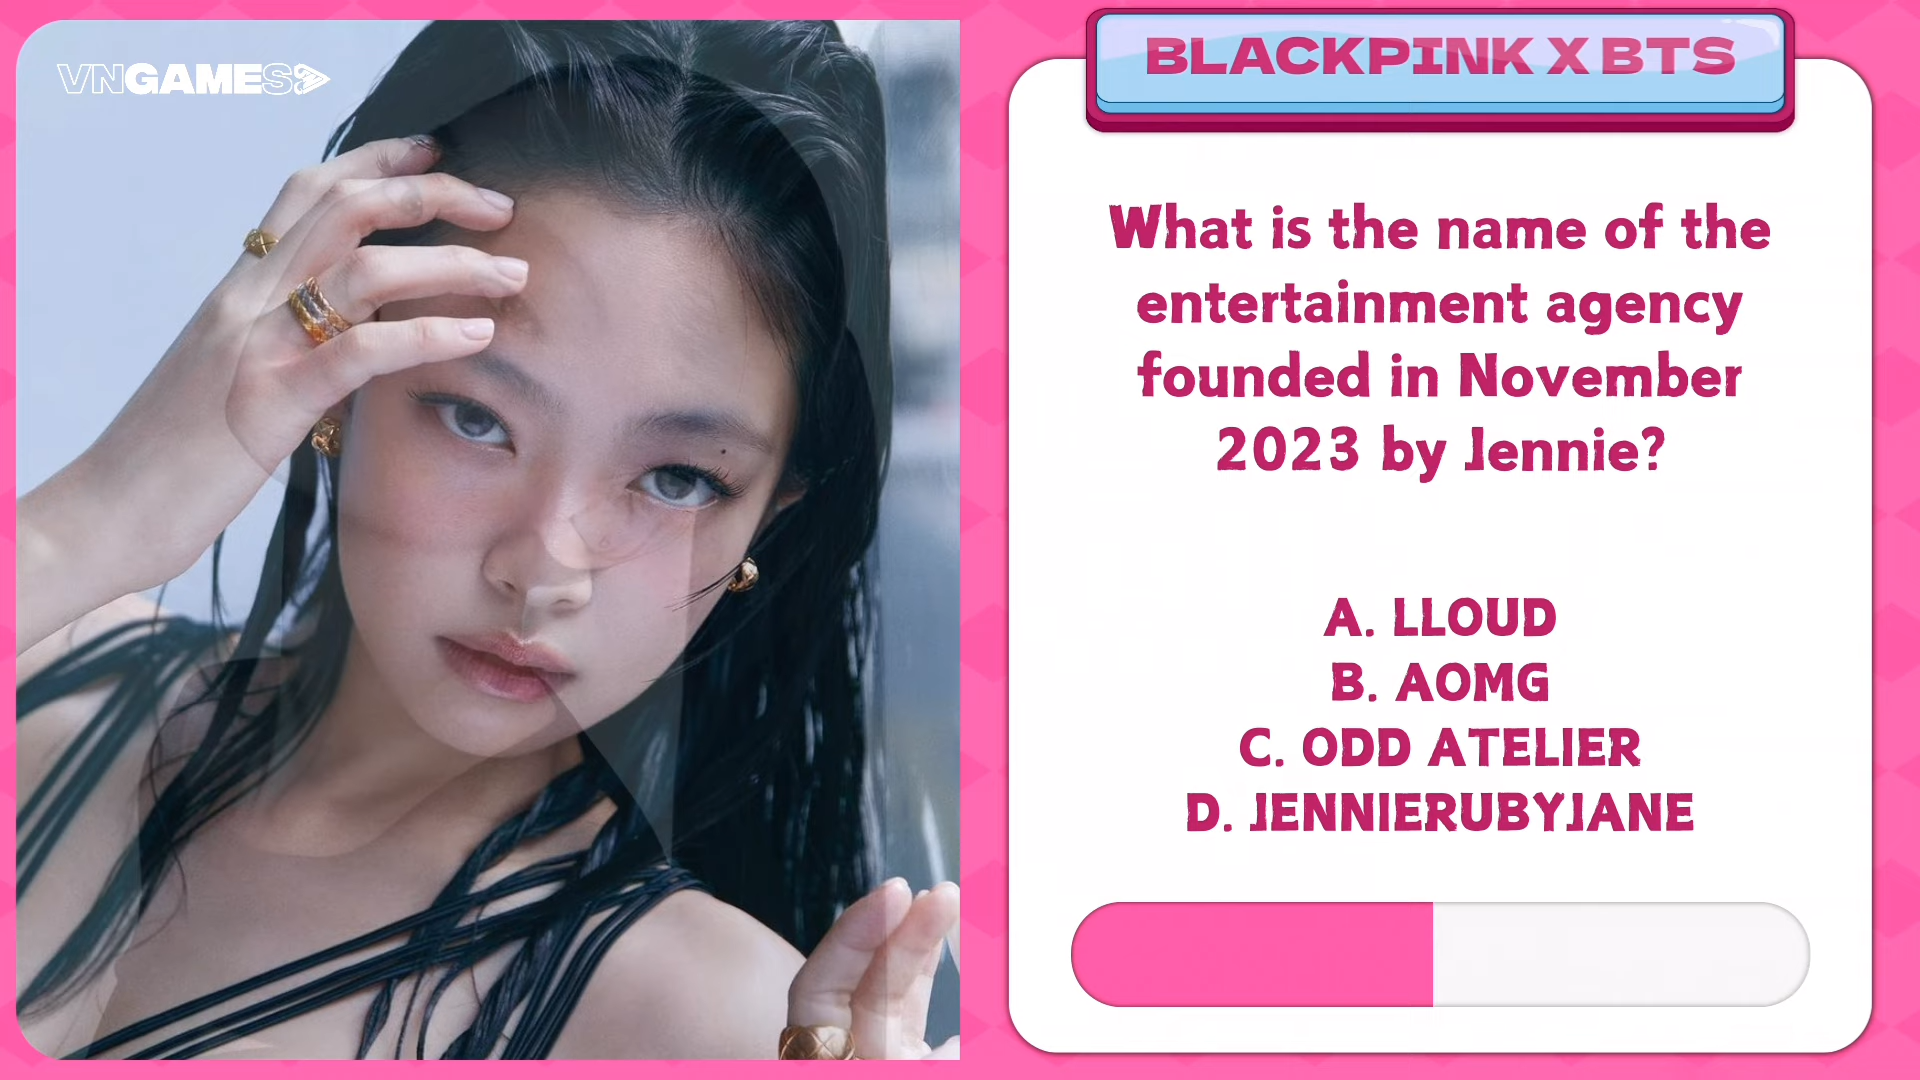 VNGAMES
BLACKPINK X BTS
What is the name of the
entertainment agency
founded in November
2023 by Jennie?
A. LLOUD
B. AOMG
C. ODD ATELIER
D. JENNIERUBYJANE